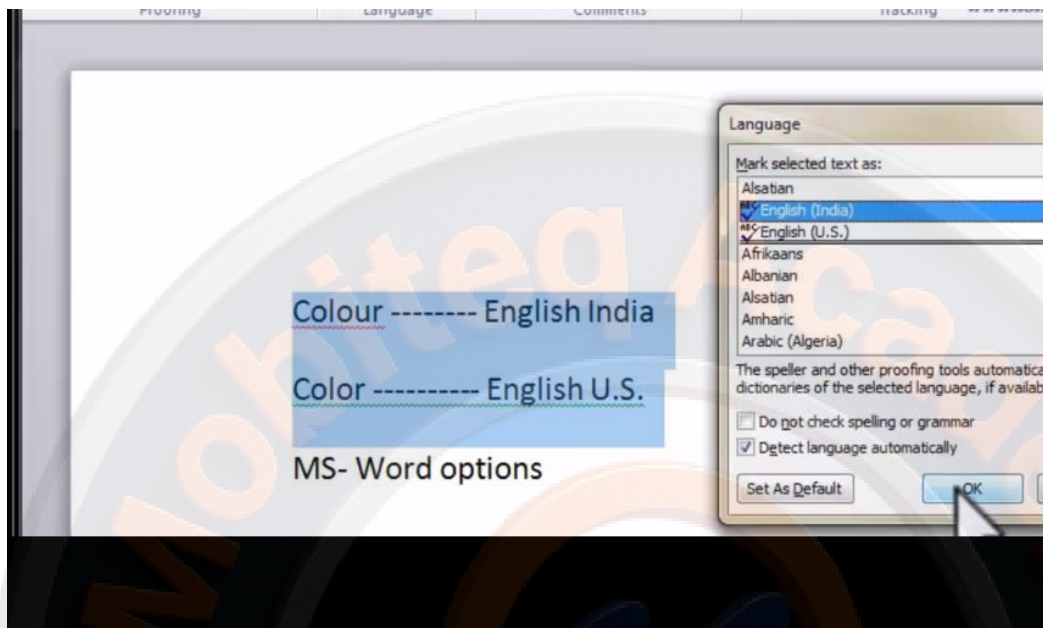 Proofing Language Comments Tracking
Language
Mark selected text as:
Alsatian
English (India)
English (U.S.)
Afrikaans
Albanian
Alsatian
Amharic
Arabic (Algeria)
The speller and other proofing tools automatica
dictionaries of the selected language, if availab
Do not check spelling or grammar
Detect language automatically
Set As Default OK
Colour -------- English India
Color ---------- English U.S.
MS- Word options
Mobiteq Acad